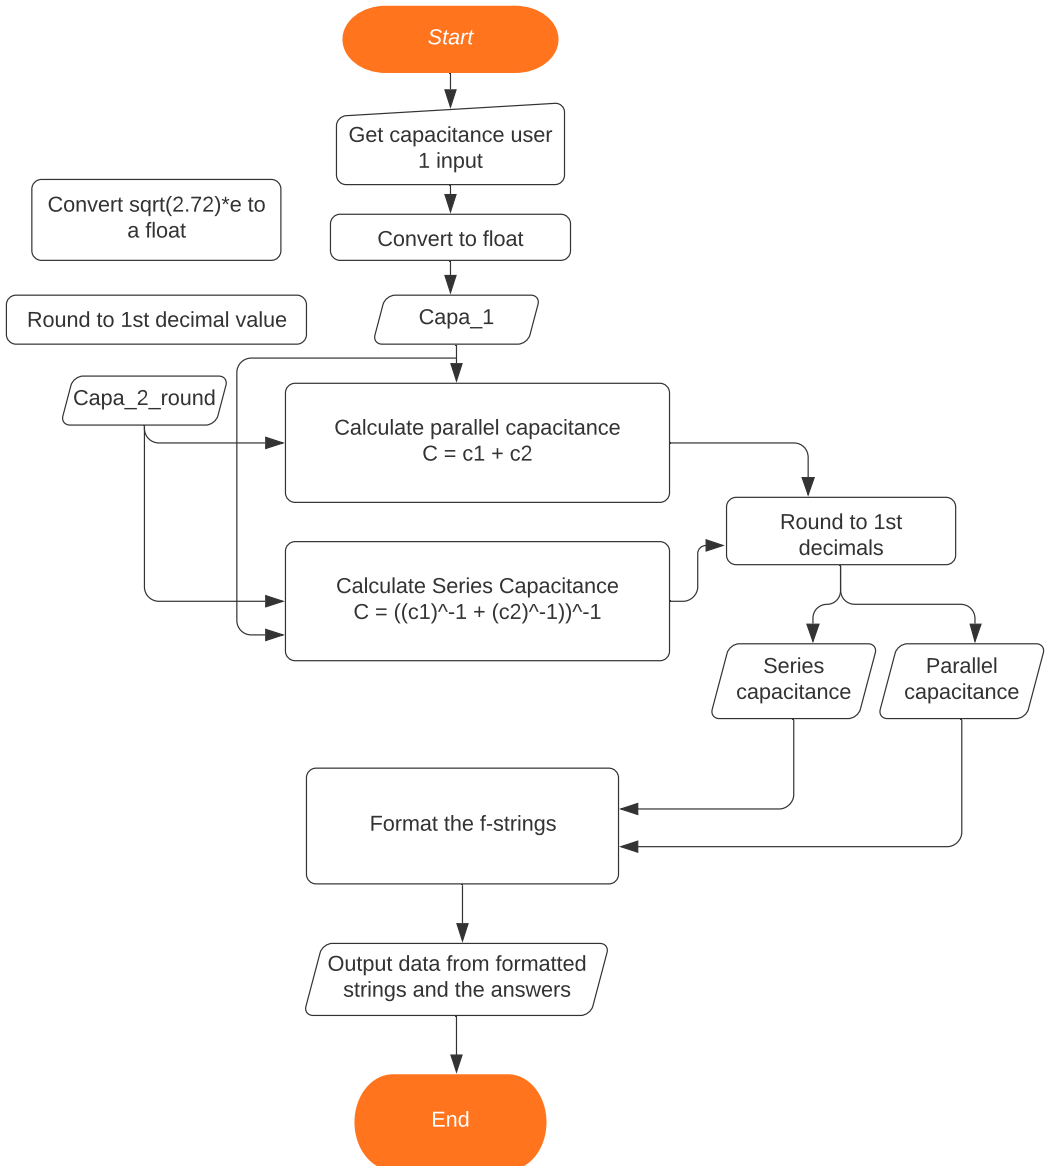 Start
Get capacitance user
1 input
Convert sqrt(2.72)*e to
a float
Convert to float
Round to 1st decimal value
Capa_1
Capa_2_round
Calculate parallel capacitance
C = c1 + c2
Round to 1st
decimals
Calculate Series Capacitance
C = ((c1)^-1 + (c2)^-1))^-1
Series
capacitance
Parallel
capacitance
Format the f-strings
Output data from formatted
strings and the answers
End